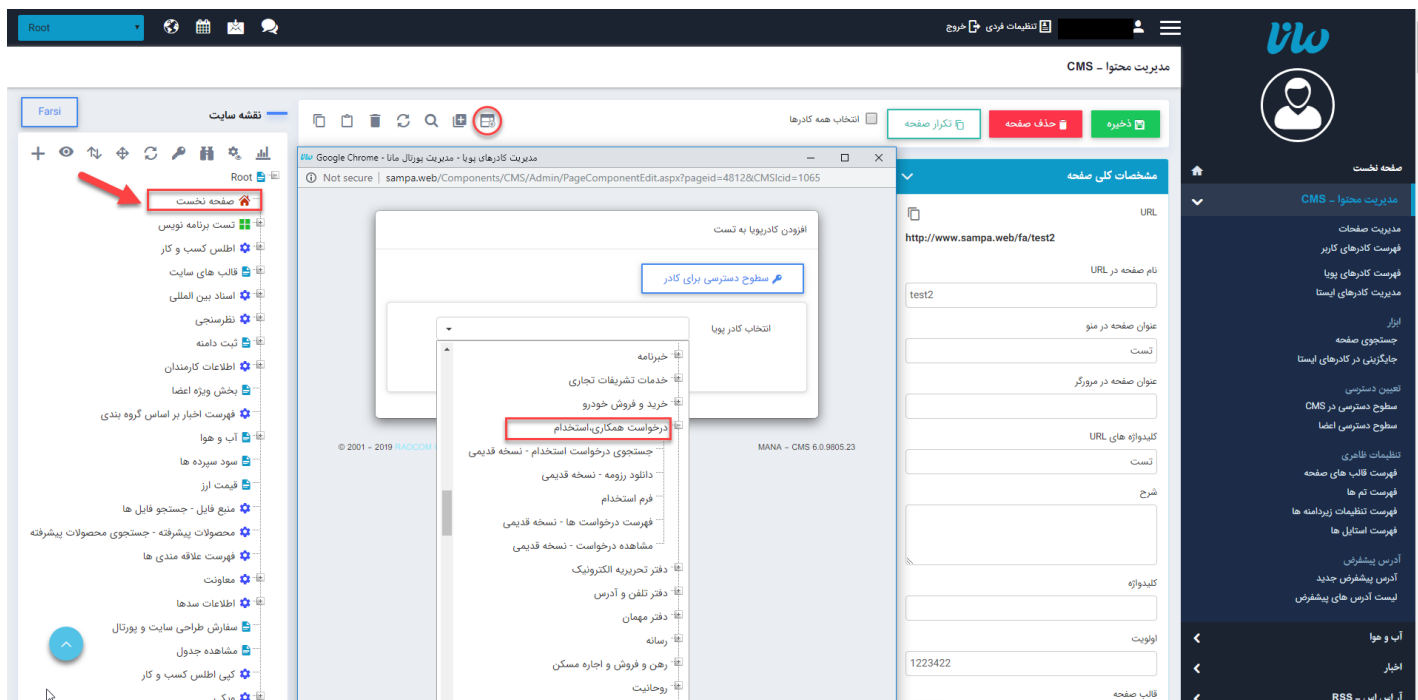 Root
تنظیمات فردی
خروج
مانا
مدیریت محتوا - CMS
صفحه نخست
مدیریت محتوا - CMS
مدیریت صفحات
فهرست کادرهای کاربر
فهرست کادرهای پویا
مدیریت کادرهای ایستا
ابزار
جستجوی صفحه
جایگزینی در کادرهای ایستا
تعیین دسترسی
سطوح دسترسی در CMS
سطوح دسترسی اعضا
تنظیمات ظاهری
فهرست قالب های صفحه
فهرست تم ها
فهرست تنظیمات زیردامنه ها
فهرست استایل ها
آدرس پیشفرض
آدرس پیشفرض جدید
لیست آدرس های پیشفرض
آب و هوا
اخبار
آر اس اس - RSS
ذخیره
حذف صفحه
تکرار صفحه
انتخاب همه کادرها
مشخصات کلی صفحه
URL
http://www.sampa.web/fa/test2
نام صفحه در URL
test2
عنوان صفحه در منو
تست
عنوان صفحه در مرورگر
کلیدواژه های URL
تست
شرح
کلیدواژه
اولویت
1223422
قالب صفحه
مدیریت کادرهای پویا - مدیریت پورتال مانا - Google Chrome
Not secure | sampa.web/Components/CMS/Admin/PageComponentEdit.aspx?pageid=4812&CMSIcid=1065
افزودن کادرپویا به تست
سطوح دسترسی برای کادر
انتخاب کادر پویا
خبرنامه
خدمات تشریفات تجاری
خرید و فروش خودرو
درخواست همکاری،استخدام
جستجوی درخواست استخدام - نسخه قدیمی
دانلود رزومه - نسخه قدیمی
فرم استخدام
فهرست درخواست ها - نسخه قدیمی
مشاهده درخواست - نسخه قدیمی
دفتر تحریریه الکترونیک
دفتر تلفن و آدرس
دفتر مهمان
رسانه
رهن و فروش و اجاره مسکن
روحانیت
© 2001 - 2019 RADCOM
MANA - CMS 6.0.9805.23
نقشه سایت
Farsi
Root
صفحه نخست
تست برنامه نویس
اطلس کسب و کار
قالب های سایت
اسناد بین المللی
نظرسنجی
ثبت دامنه
اطلاعات کارمندان
بخش ویژه اعضا
فهرست اخبار بر اساس گروه بندی
آب و هوا
سود سپرده ها
قیمت ارز
منبع فایل - جستجو فایل ها
محصولات پیشرفته - جستجوی محصولات پیشرفته
فهرست علاقه مندی ها
معاونت
اطلاعات سدها
سفارش طراحی سایت و پورتال
مشاهده جدول
کپی اطلس کسب و کار
ویکی